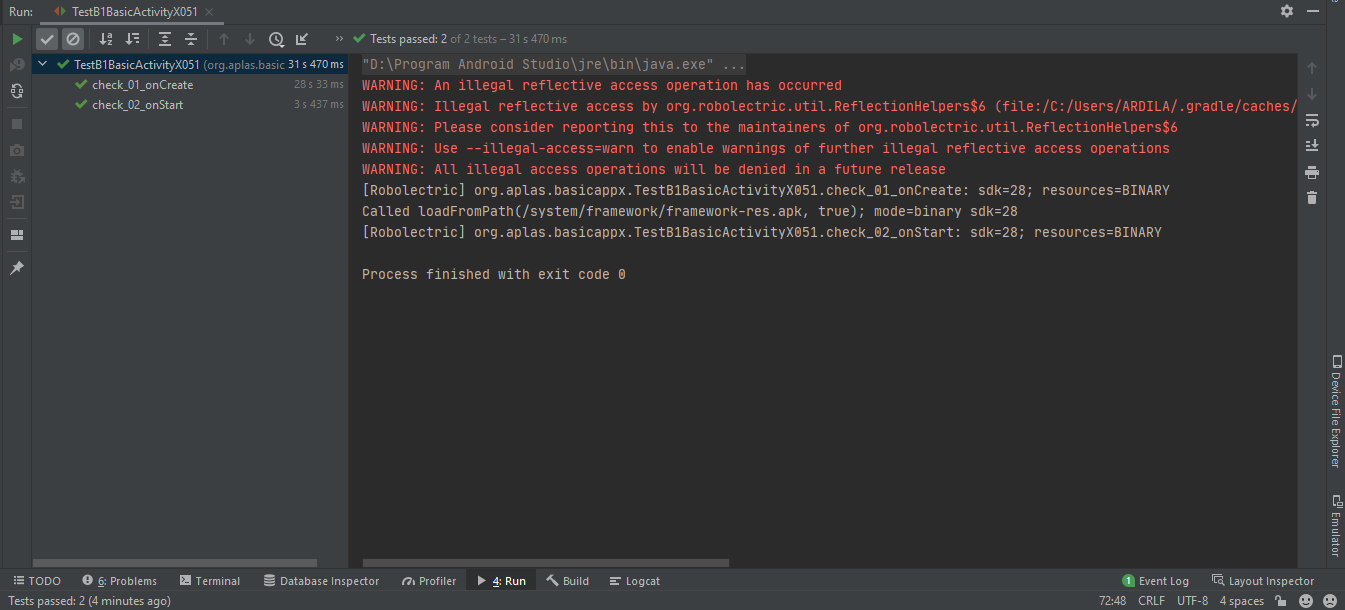 Run: TestB1BasicActivityX051
Tests passed: 2 of 2 tests – 31 s 470 ms
TestB1BasicActivityX051 (org.aplas.basic 31 s 470 ms
check_01_onCreate 28 s 33 ms
check_02_onStart 3 s 437 ms
"D:\Program Android Studio\jre\bin\java.exe" ...
WARNING: An illegal reflective access operation has occurred
WARNING: Illegal reflective access by org.robolectric.util.ReflectionHelpers$6 (file:/C:/Users/ARDILA/.gradle/caches/
WARNING: Please consider reporting this to the maintainers of org.robolectric.util.ReflectionHelpers$6
WARNING: Use --illegal-access=warn to enable warnings of further illegal reflective access operations
WARNING: All illegal access operations will be denied in a future release
[Robolectric] org.aplas.basicappx.TestB1BasicActivityX051.check_01_onCreate: sdk=28; resources=BINARY
Called loadFromPath(/system/framework/framework-res.apk, true); mode=binary sdk=28
[Robolectric] org.aplas.basicappx.TestB1BasicActivityX051.check_02_onStart: sdk=28; resources=BINARY
Process finished with exit code 0
Device File Explorer
Emulator
TODO 6: Problems Terminal Database Inspector Profiler 4: Run Build Logcat 1 Event Log Layout Inspector
Tests passed: 2 (4 minutes ago) 72:48 CRLF UTF-8 4 spaces